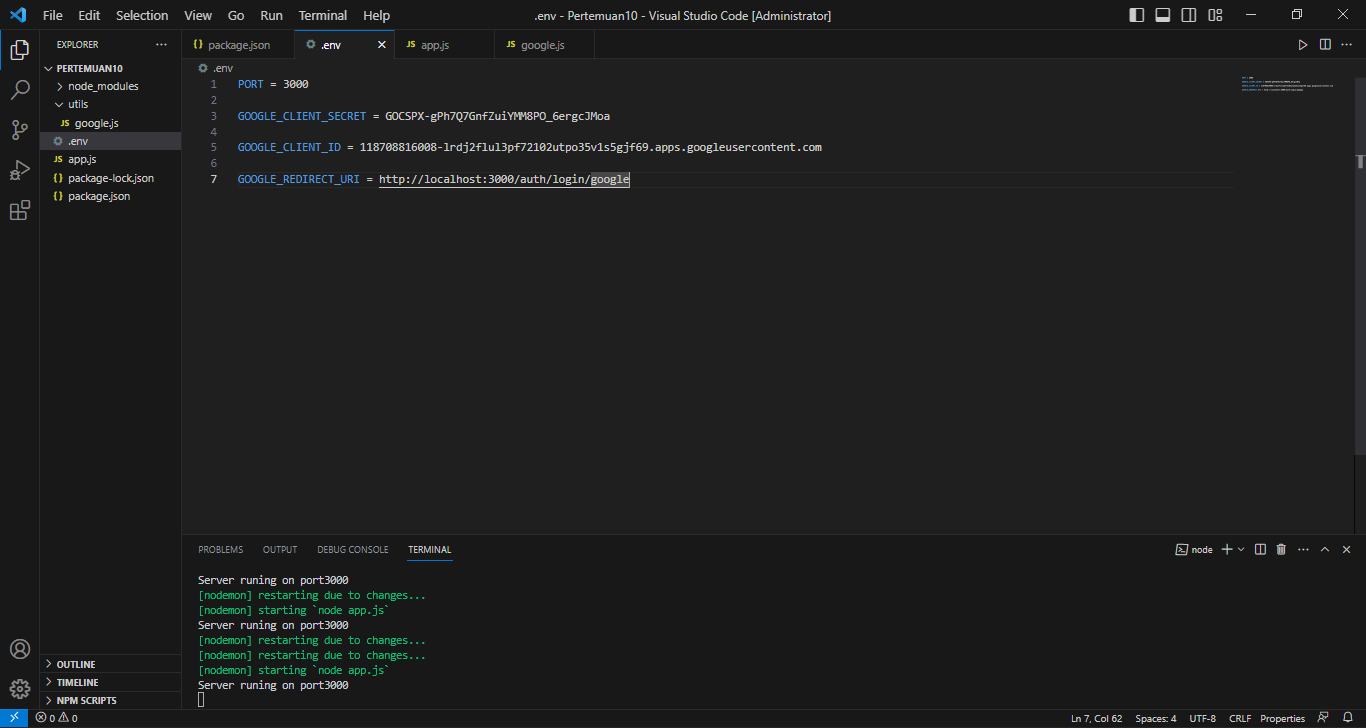 File Edit Selection View Go Run Terminal Help
.env - Pertemuan10 - Visual Studio Code [Administrator]
EXPLORER
PERTEMUAN10
node_modules
utils
JS google.js
.env
JS app.js
{} package-lock.json
{} package.json
OUTLINE
TIMELINE
NPM SCRIPTS
{} package.json
.env
JS app.js
JS google.js
.env
1 PORT = 3000
2
3 GOOGLE_CLIENT_SECRET = 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
4
5 GOOGLE_CLIENT_ID = 118708816008-lrdj2flul3pf72102utpo35v1s5gjf69.apps.googleusercontent.com
6
7 GOOGLE_REDIRECT_URI = http://localhost:3000/auth/login/google
PROBLEMS OUTPUT DEBUG CONSOLE TERMINAL
node
Server runing on port3000
[nodemon] restarting due to changes...
[nodemon] starting `node app.js`
Server runing on port3000
[nodemon] restarting due to changes...
[nodemon] restarting due to changes...
[nodemon] starting `node app.js`
Server runing on port3000
0 0
Ln 7, Col 62 Spaces: 4 UTF-8 CRLF Properties